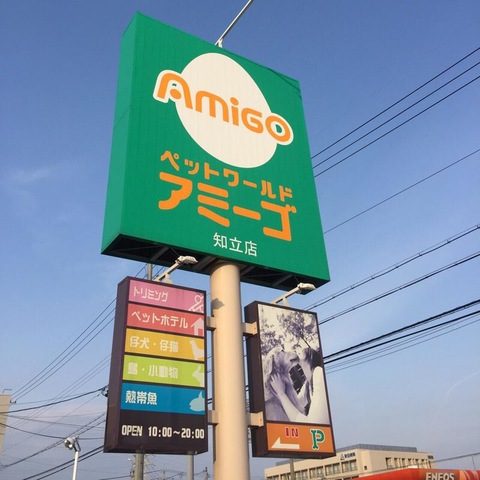 AMiGO
ペットワールド
アミーゴ
知立店
トリミング
ペットホテル
仔犬・仔猫
鳥・小動物
熱帯魚
OPEN 10:00~20:00
IN P
ENEOS